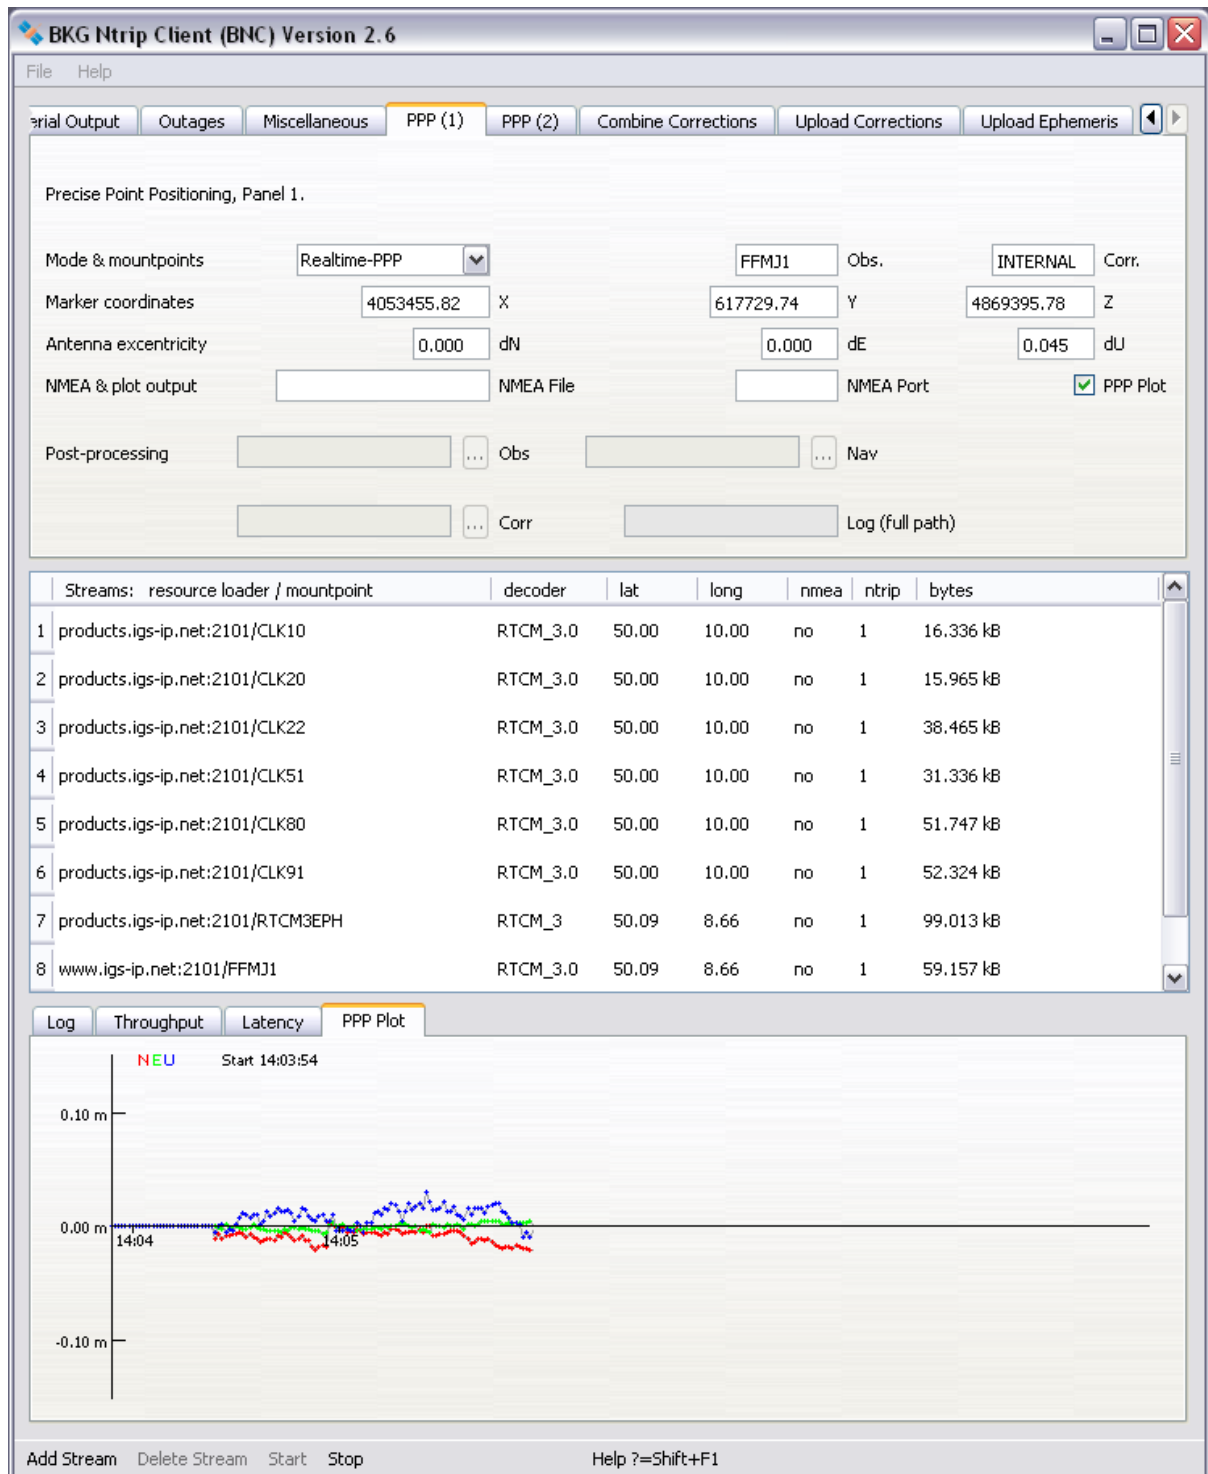 BKG Ntrip Client (BNC) Version 2.6
File Help
erial Output Outages Miscellaneous PPP (1) PPP (2) Combine Corrections Upload Corrections Upload Ephemeris
Precise Point Positioning, Panel 1.
Mode & mountpoints Realtime-PPP FFMJ1 Obs. INTERNAL Corr.
Marker coordinates 4053455.82 X 617729.74 Y 4869395.78 Z
Antenna excentricity 0.000 dN 0.000 dE 0.045 dU
NMEA & plot output NMEA File NMEA Port PPP Plot
Post-processing ... Obs ... Nav
... Corr Log (full path)
Streams: resource loader / mountpoint decoder lat long nmea ntrip bytes
1 products.igs-ip.net:2101/CLK10 RTCM_3.0 50.00 10.00 no 1 16.336 kB
2 products.igs-ip.net:2101/CLK20 RTCM_3.0 50.00 10.00 no 1 15.965 kB
3 products.igs-ip.net:2101/CLK22 RTCM_3.0 50.00 10.00 no 1 38.465 kB
4 products.igs-ip.net:2101/CLK51 RTCM_3.0 50.00 10.00 no 1 31.336 kB
5 products.igs-ip.net:2101/CLK80 RTCM_3.0 50.00 10.00 no 1 51.747 kB
6 products.igs-ip.net:2101/CLK91 RTCM_3.0 50.00 10.00 no 1 52.324 kB
7 products.igs-ip.net:2101/RTCM3EPH RTCM_3 50.09 8.66 no 1 99.013 kB
8 www.igs-ip.net:2101/FFMJ1 RTCM_3.0 50.09 8.66 no 1 59.157 kB
Log Throughput Latency PPP Plot
NEU Start 14:03:54
0.10 m
0.00 m
14:04 14:05
-0.10 m
Add Stream Delete Stream Start Stop Help ?=Shift+F1